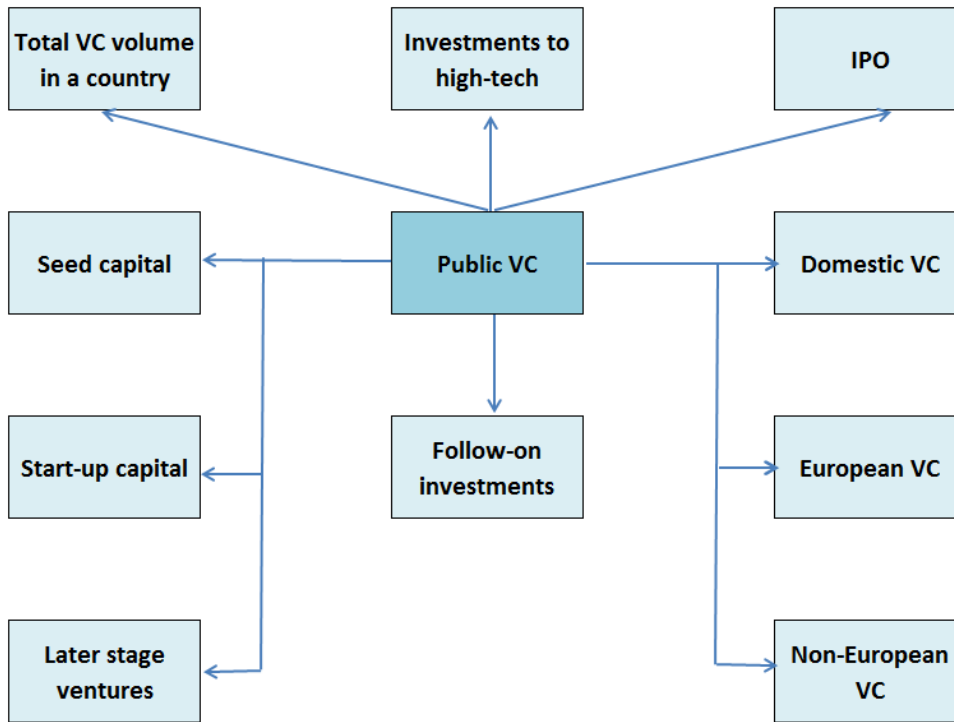 Total VC volume
in a country
Investments to
high-tech
IPO
Seed capital
Public VC
Domestic VC
Start-up capital
Follow-on
investments
European VC
Later stage
ventures
Non-European
VC